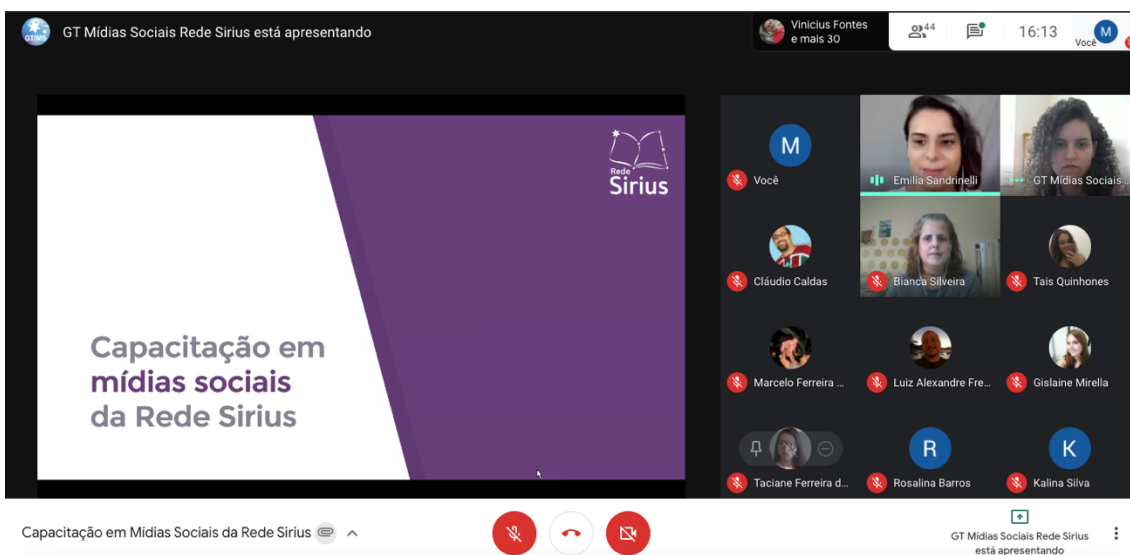 GT Mídias Sociais Rede Sirius está apresentando
Vinicius Fontes
e mais 30
44
16:13
Você
M
GT/MS
Rede
Sirius
Capacitação em
mídias sociais
da Rede Sirius
M
Você
Emilia Sandrinelli
GT Mídias Sociais ...
Cláudio Caldas
Bianca Silveira
Tais Quinhones
Marcelo Ferreira ...
Luiz Alexandre Fre...
Gislaine Mirella
Taciane Ferreira d...
R
Rosalina Barros
K
Kalina Silva
Capacitação em Mídias Sociais da Rede Sirius
GT Mídias Sociais Rede Sirius
está apresentando